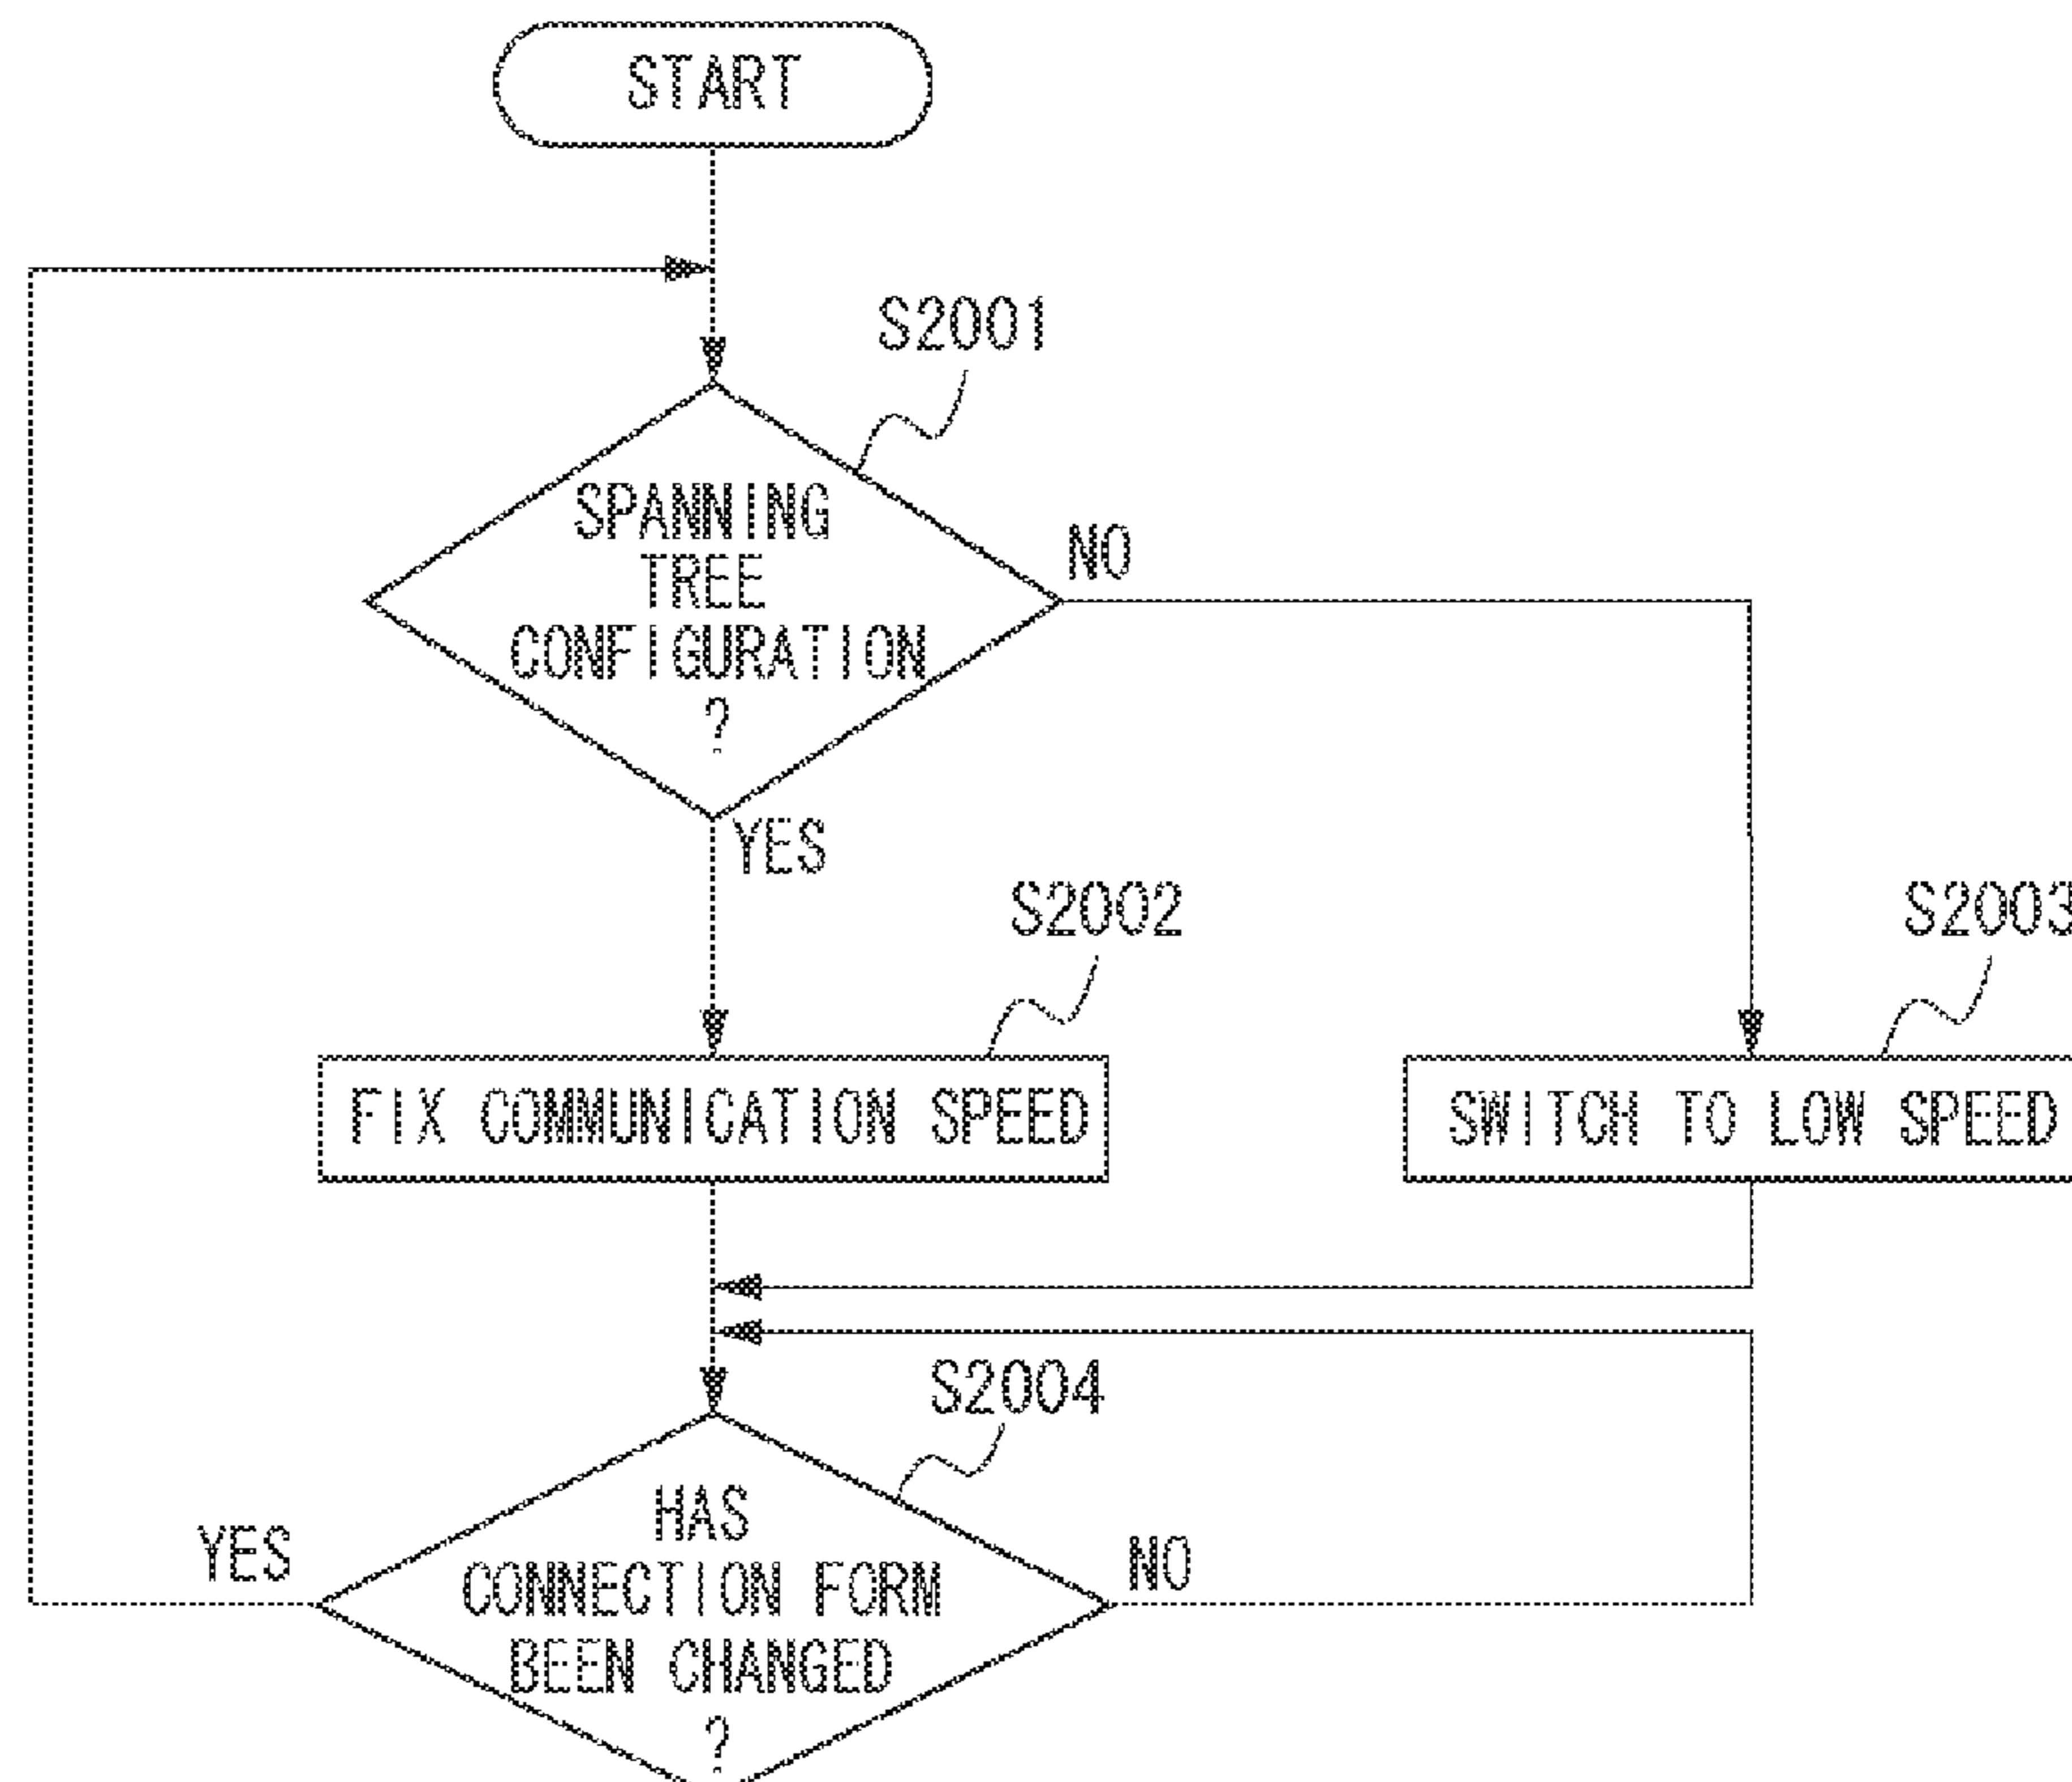 START
S2001
SPANNING
TREE
CONFIGURATION
?
NO
YES
S2002
S2003
FIX COMMUNICATION SPEED
SWITCH TO LOW SPEED
S2004
HAS
CONNECTION FORM
BEEN CHANGED
?
YES
NO